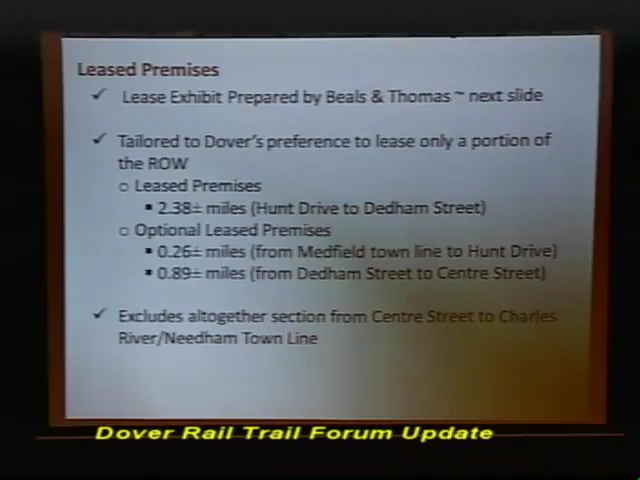 Leased Premises
✓ Lease Exhibit Prepared by Beals & Thomas ~ next slide
✓ Tailored to Dover's preference to lease only a portion of
the ROW
o Leased Premises
▪ 2.38± miles (Hunt Drive to Dedham Street)
o Optional Leased Premises
▪ 0.26± miles (from Medfield town line to Hunt Drive)
▪ 0.89± miles (from Dedham Street to Centre Street)
✓ Excludes altogether section from Centre Street to Charles
River/Needham Town Line
Dover Rail Trail Forum Update